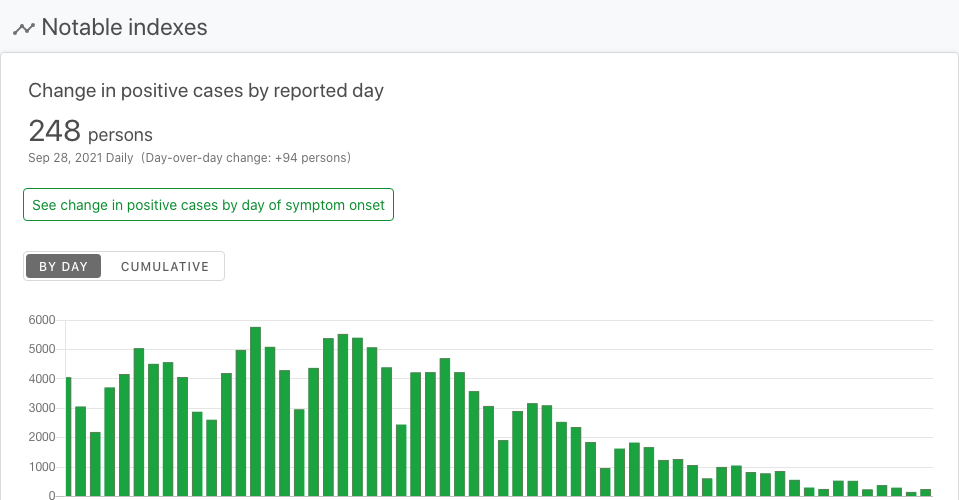 Notable indexes
Change in positive cases by reported day
248 persons
Sep 28, 2021 Daily (Day-over-day change: +94 persons)
See change in positive cases by day of symptom onset
BY DAY CUMULATIVE
6000
5000
4000
3000
2000
1000
0